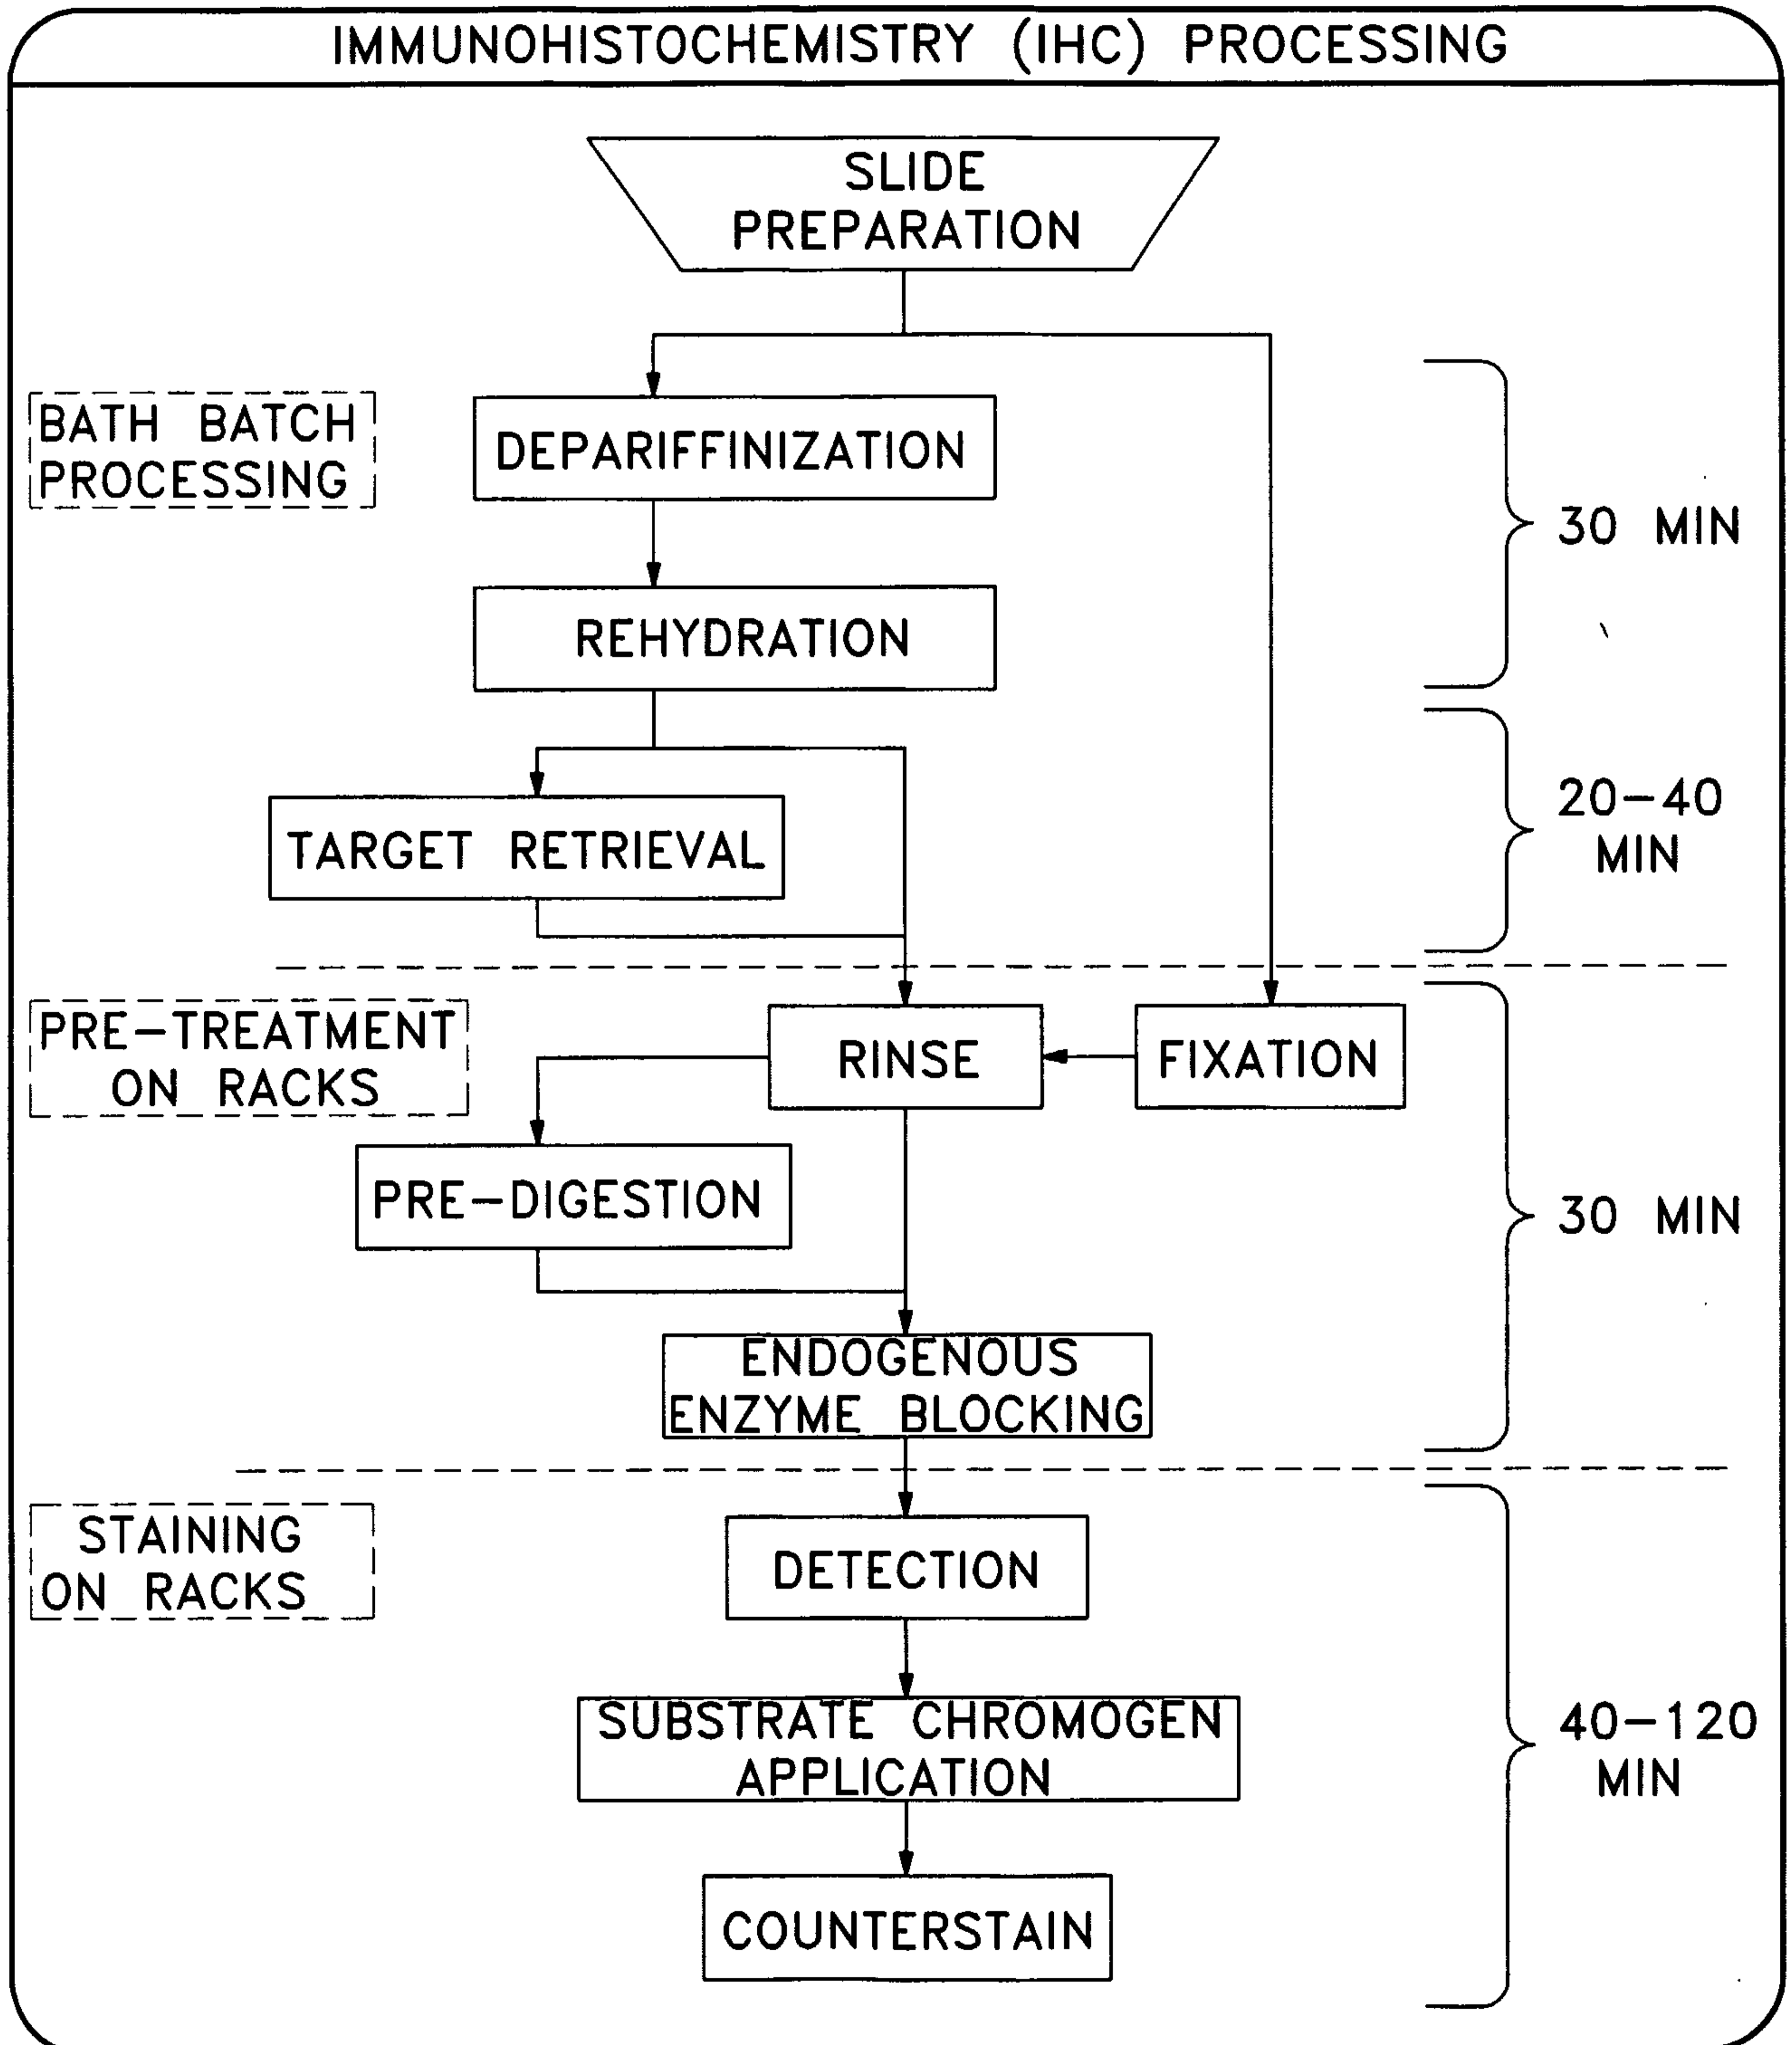 IMMUNOHISTOCHEMISTRY (IHC) PROCESSING
SLIDE
PREPARATION
BATH BATCH
PROCESSING
DEPARIFFINIZATION
30 MIN
REHYDRATION
TARGET RETRIEVAL
20-40
MIN
PRE-TREATMENT
ON RACKS
RINSE
FIXATION
PRE-DIGESTION
30 MIN
ENDOGENOUS
ENZYME BLOCKING
STAINING
ON RACKS
DETECTION
SUBSTRATE CHROMOGEN
APPLICATION
40-120
MIN
COUNTERSTAIN